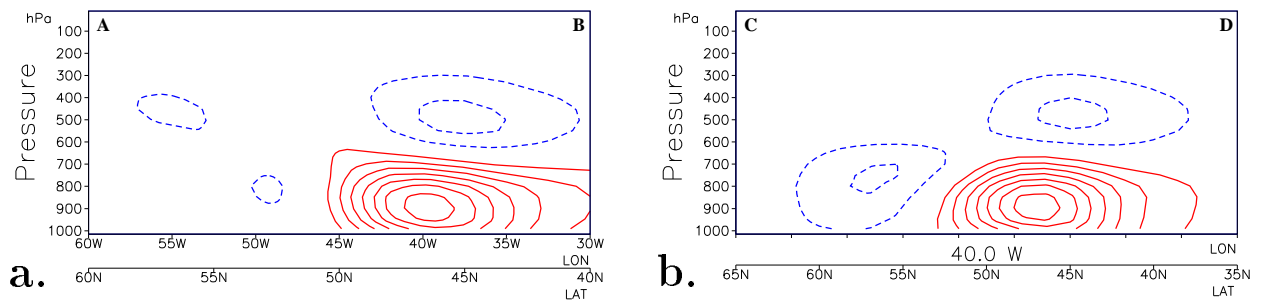 hPa
A
B
100
200
300
400
500
600
700
800
900
1000
Pressure
60W
55W
50W
45W
40W
35W
30W
LON
60N
55N
50N
45N
40N
LAT
a.
hPa
C
D
100
200
300
400
500
600
700
800
900
1000
Pressure
LON
40.0 W
65N
60N
55N
50N
45N
40N
35N
LAT
b.